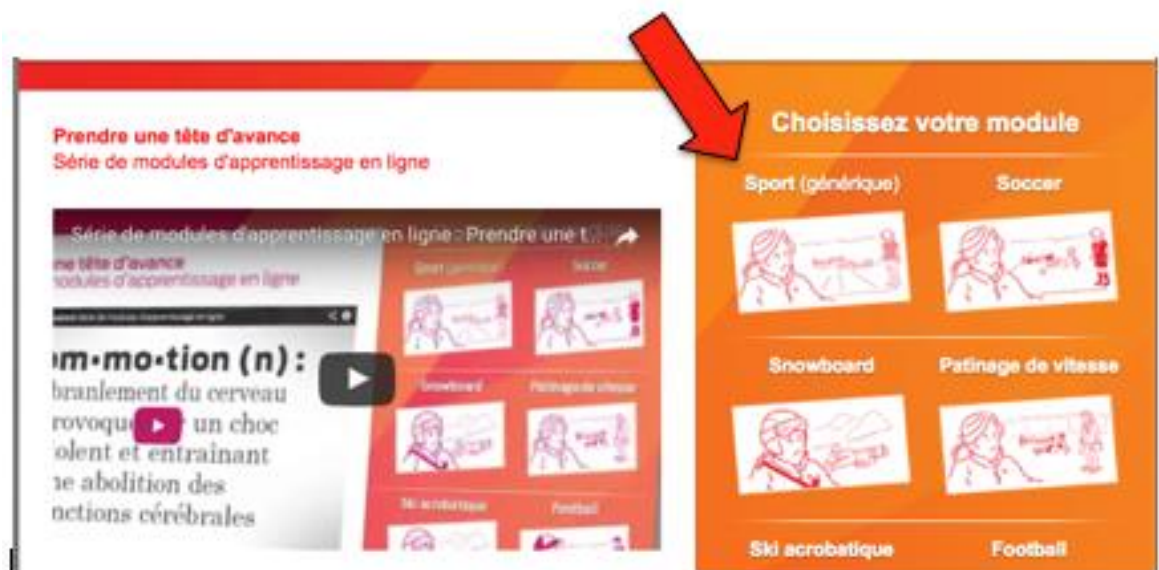 Prendre une tête d'avance
Série de modules d'apprentissage en ligne
Série de modules d'apprentissage en ligne : Prendre une t...
ne tête d'avance
modules d'apprentissage en ligne
om•mo•tion (n) :
branlement du cerveau
rovoqu un choc
olent et entraînant
ne abolition des
nctions cérébrales
Sport (générique)
Soccer
Snowboard
Patinage de vitesse
Ski acrobatique
Football
Choisissez votre module
Sport (générique)
Soccer
Snowboard
Patinage de vitesse
Ski acrobatique
Football